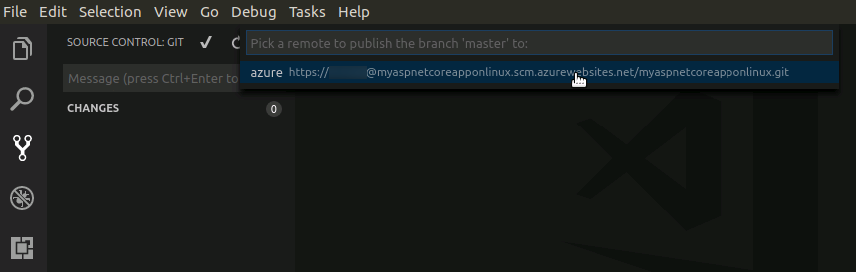 File Edit Selection View Go Debug Tasks Help
SOURCE CONTROL: GIT
Pick a remote to publish the branch 'master' to:
azure https:// @myaspnetcoreapponlinux.scm.azurewebsites.net/myaspnetcoreapponlinux.git
Message (press Ctrl+Enter to
CHANGES 0